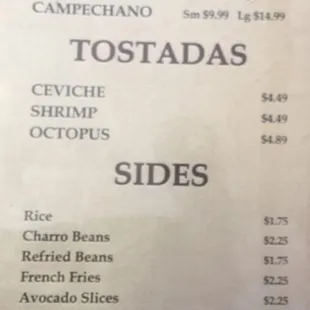 CAMPECHANO Sm $9.99 Lg $14.99
TOSTADAS
CEVICHE $4.49
SHRIMP $4.49
OCTOPUS $4.89
SIDES
Rice $1.75
Charro Beans $2.25
Refried Beans $1.75
French Fries $2.25
Avocado Slices $2.25